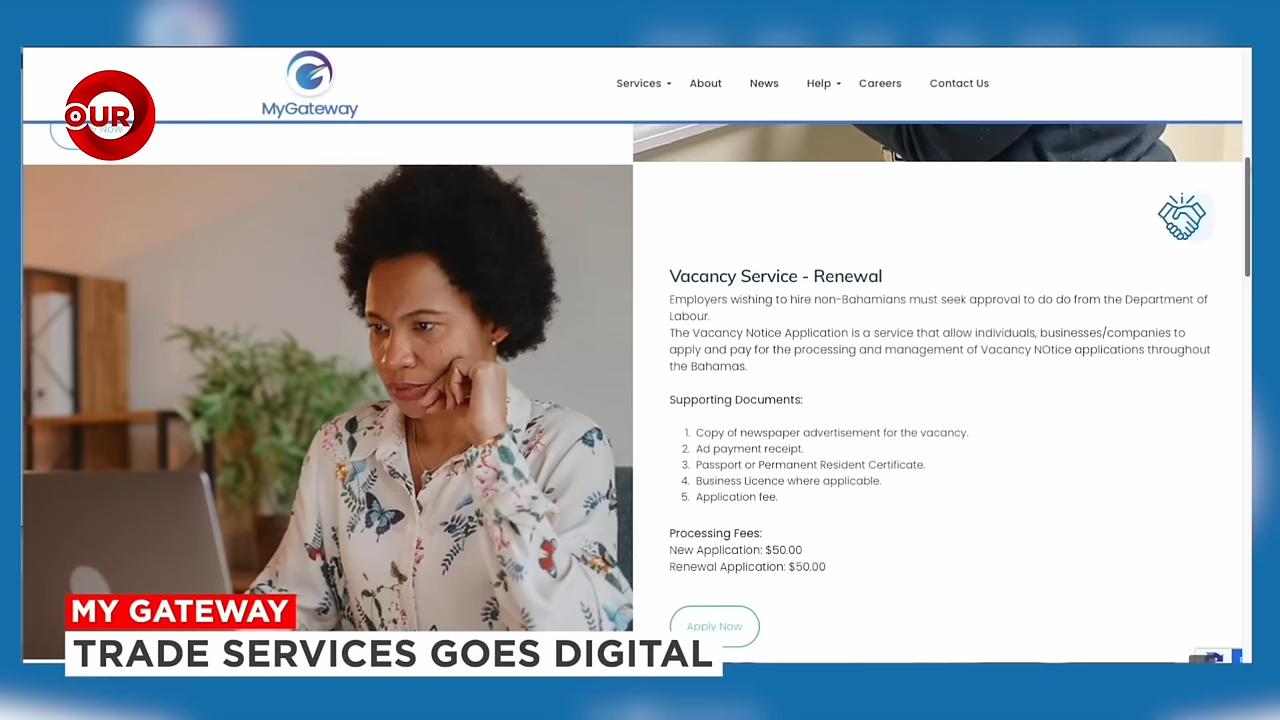 OUR
MyGateway
Services
About
News
Help
Careers
Contact Us
Now
Vacancy Service - Renewal
Employers wishing to hire non-Bahamians must seek approval to do do from the Department of
Labour.
The Vacancy Notice Application is a service that allow individuals, businesses/companies to
apply and pay for the processing and management of Vacancy NOtice applications throughout
the Bahamas.
Supporting Documents:
1. Copy of newspaper advertisement for the vacancy.
2. Ad payment receipt.
3. Passport or Permanent Resident Certificate.
4. Business Licence where applicable.
5. Application fee.
Processing Fees:
New Application: $50.00
Renewal Application: $50.00
Apply Now
MY GATEWAY
TRADE SERVICES GOES DIGITAL